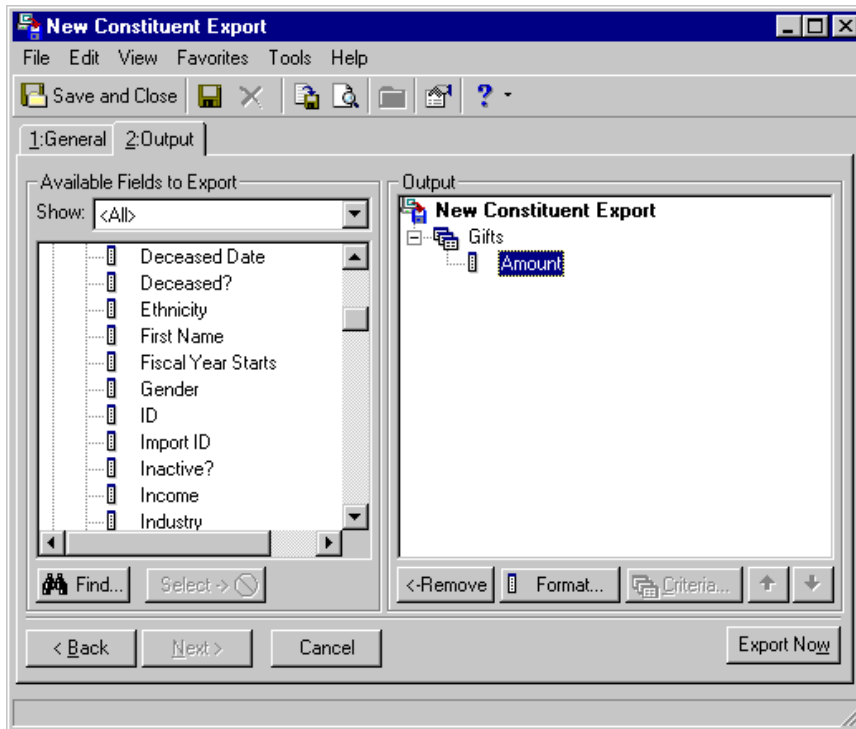 New Constituent Export
File Edit View Favorites Tools Help
Save and Close ?
1:General 2:Output
Available Fields to Export
Show: <All>
Deceased Date
Deceased?
Ethnicity
First Name
Fiscal Year Starts
Gender
ID
Import ID
Inactive?
Income
Industry
Find... Select ->
Output
New Constituent Export
Gifts
Amount
<-Remove Format... Criteria...
< Back Next > Cancel Export Now